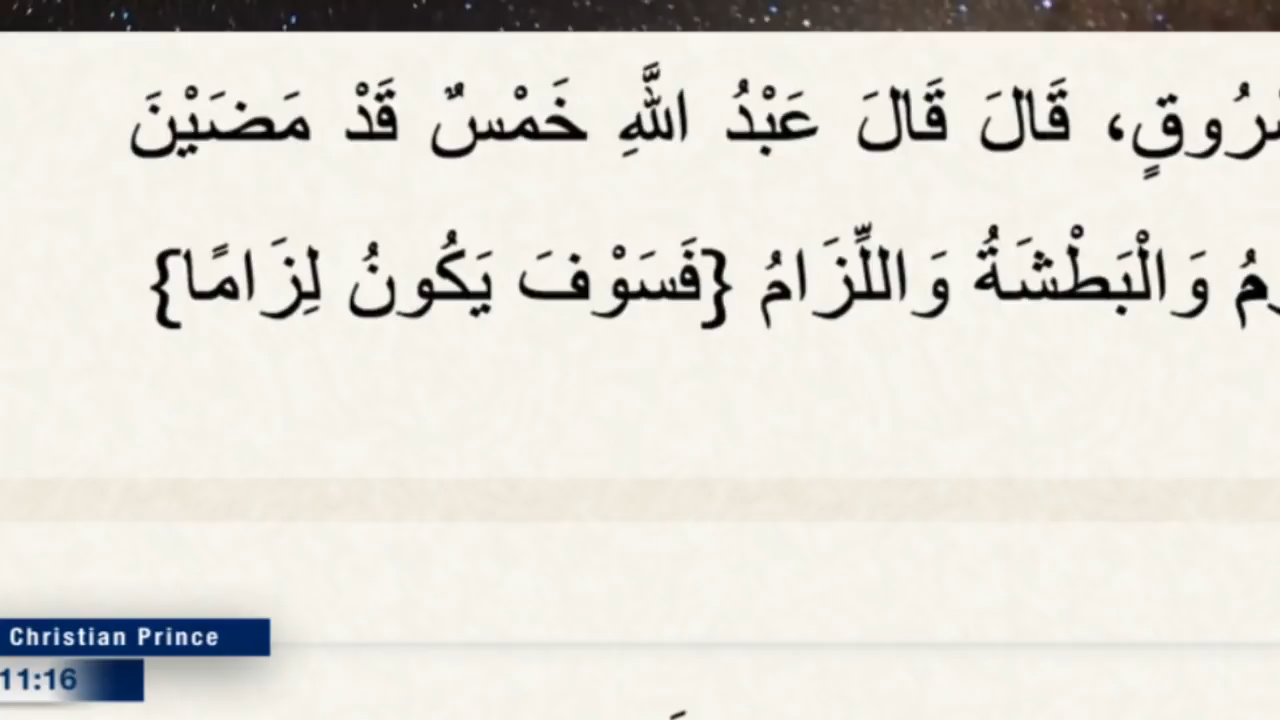 قَالَ قَالَ عَبْدُ اللَّهِ خَمْسٌ قَدْ مَضَيْنَ
وَالْبَطْشَةُ وَاللِّزَامُ {فَسَوْفَ يَكُونُ لِزَامًا}
Christian Prince
11:16